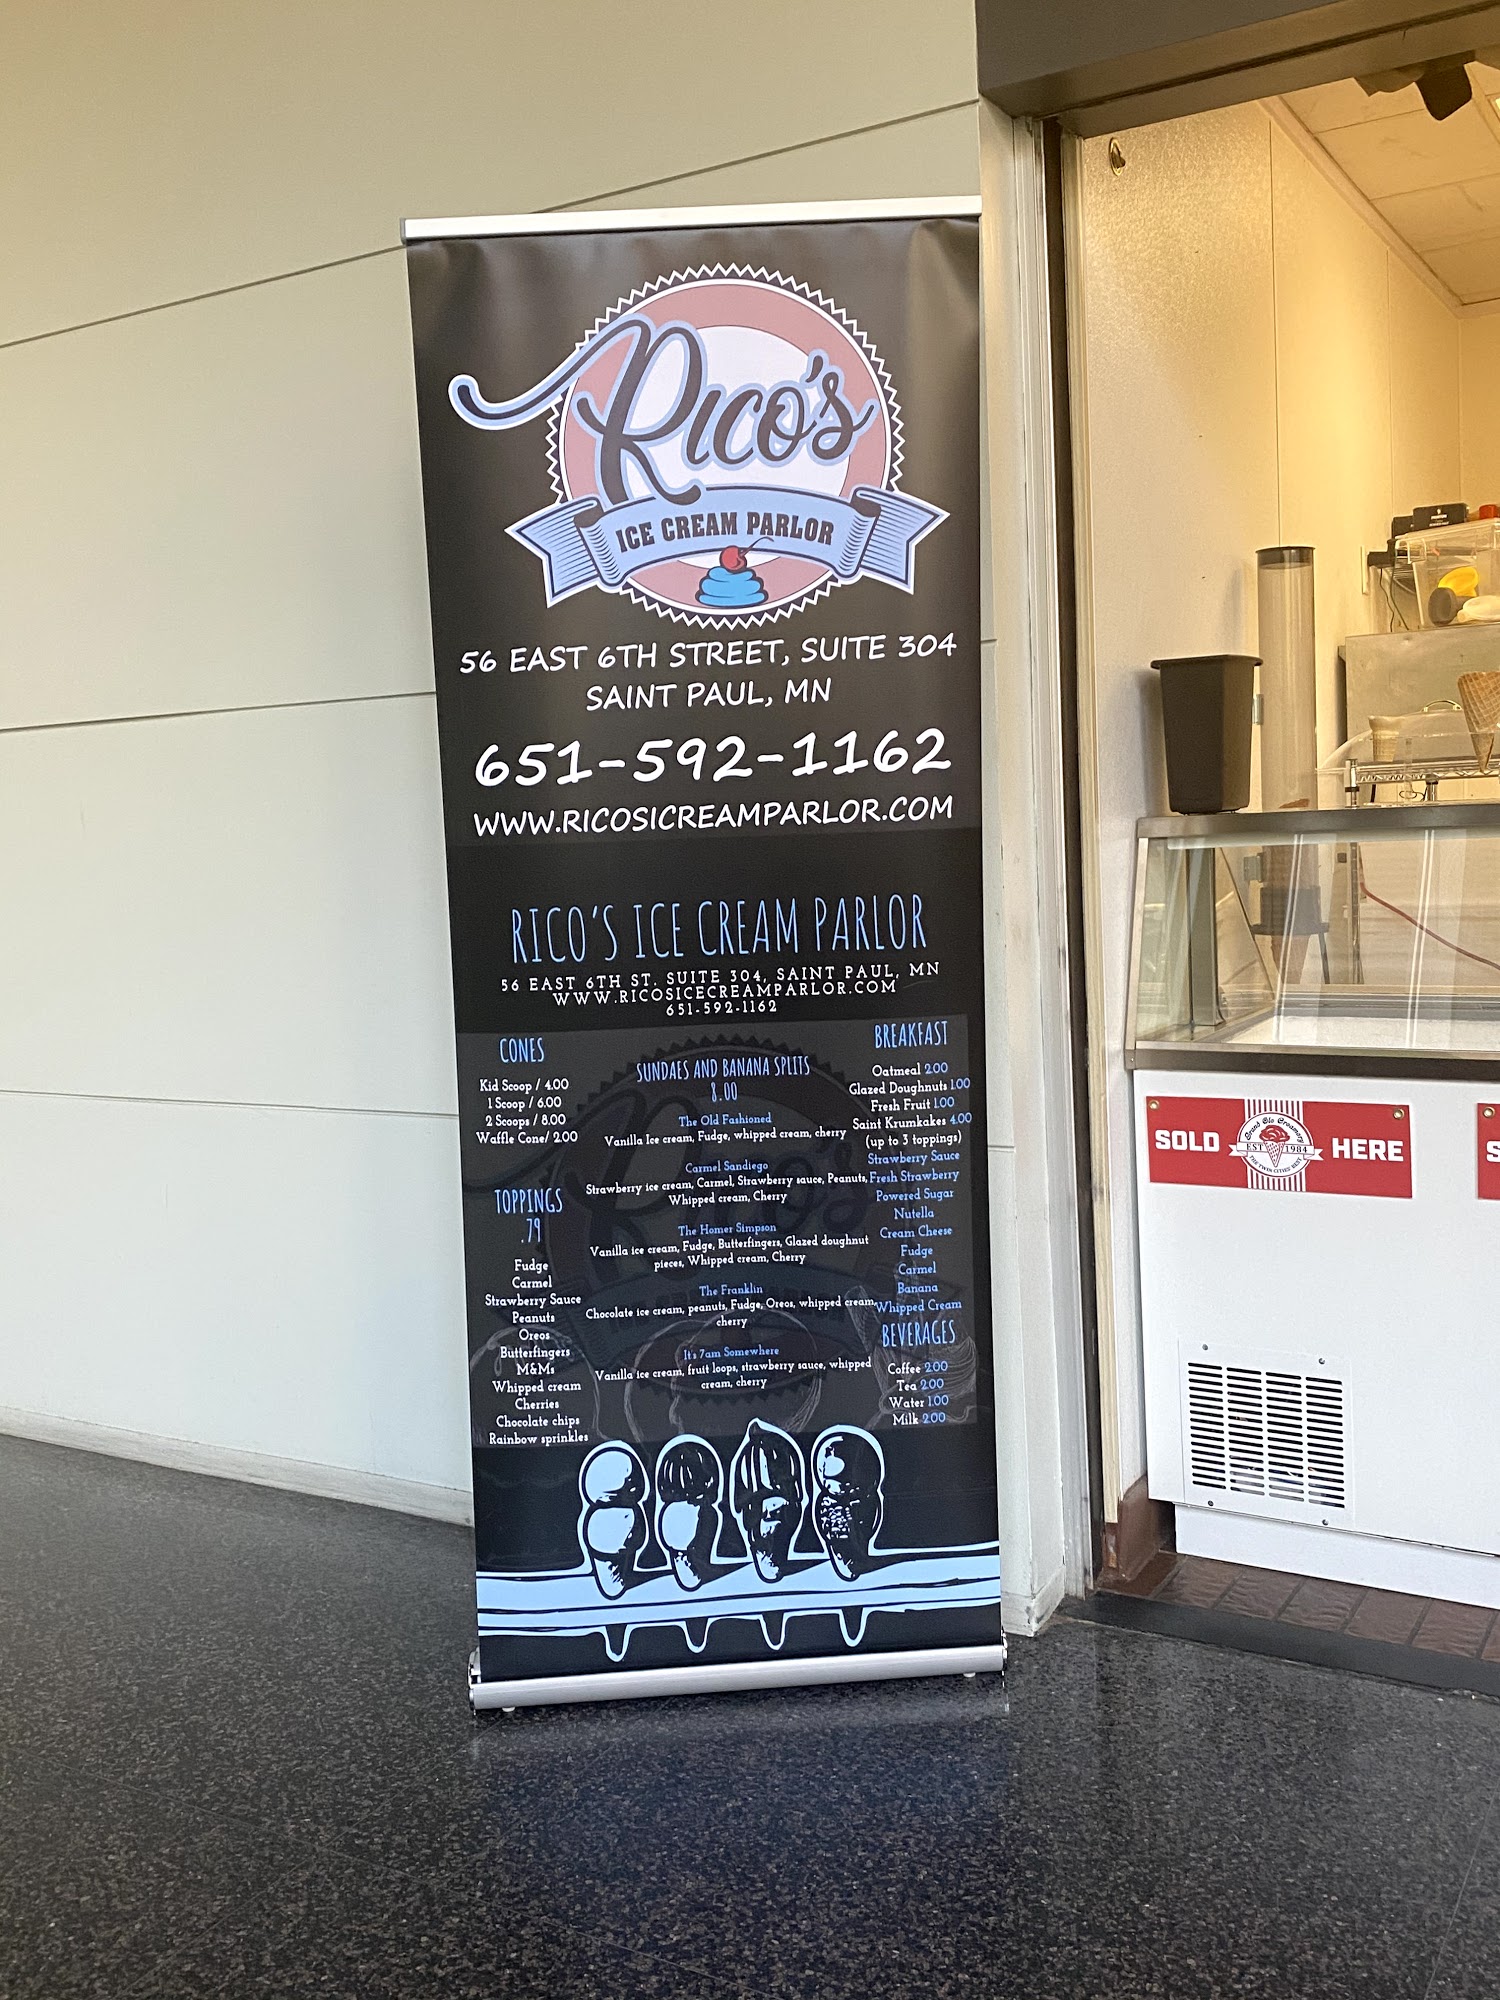 Rico's
ICE CREAM PARLOR
56 EAST 6TH STREET, SUITE 304
SAINT PAUL, MN
651-592-1162
WWW.RICOSICREAMPARLOR.COM
RICO'S ICE CREAM PARLOR
56 EAST 6TH ST. SUITE 304, SAINT PAUL, MN
WWW.RICOSICECREAMPARLOR.COM
651-592-1162
CONES
Kid Scoop / 4.00
1 Scoop / 6.00
2 Scoops / 8.00
Waffle Cone/ 2.00
TOPPINGS
.79
Fudge
Carmel
Strawberry Sauce
Peanuts
Oreos
Butterfingers
M&Ms
Whipped cream
Cherries
Chocolate chips
Rainbow sprinkles
SUNDAES AND BANANA SPLITS
8.00
The Old Fashioned
Vanilla Ice cream, Fudge, whipped cream, cherry
Carmel Sandiego
Strawberry ice cream, Carmel, Strawberry sauce, Peanuts,
Whipped cream, Cherry
The Homer Simpson
Vanilla ice cream, Fudge, Butterfingers, Glazed doughnut
pieces, Whipped cream, Cherry
The Franklin
Chocolate ice cream, peanuts, Fudge, Oreos, whipped cream,
cherry
It's 7am Somewhere
Vanilla ice cream, fruit loops, strawberry sauce, whipped
cream, cherry
BREAKFAST
Oatmeal 2.00
Glazed Doughnuts 1.00
Fresh Fruit 1.00
Saint Krumkakes 4.00
(up to 3 toppings)
Strawberry Sauce
Fresh Strawberry
Powered Sugar
Nutella
Cream Cheese
Fudge
Carmel
Banana
Whipped Cream
BEVERAGES
Coffee 2.00
Tea 2.00
Water 1.00
Milk 2.00
SOLD HERE
Grand Ole Creamery
EST 1984
THE TWIN CITIES BEST
S